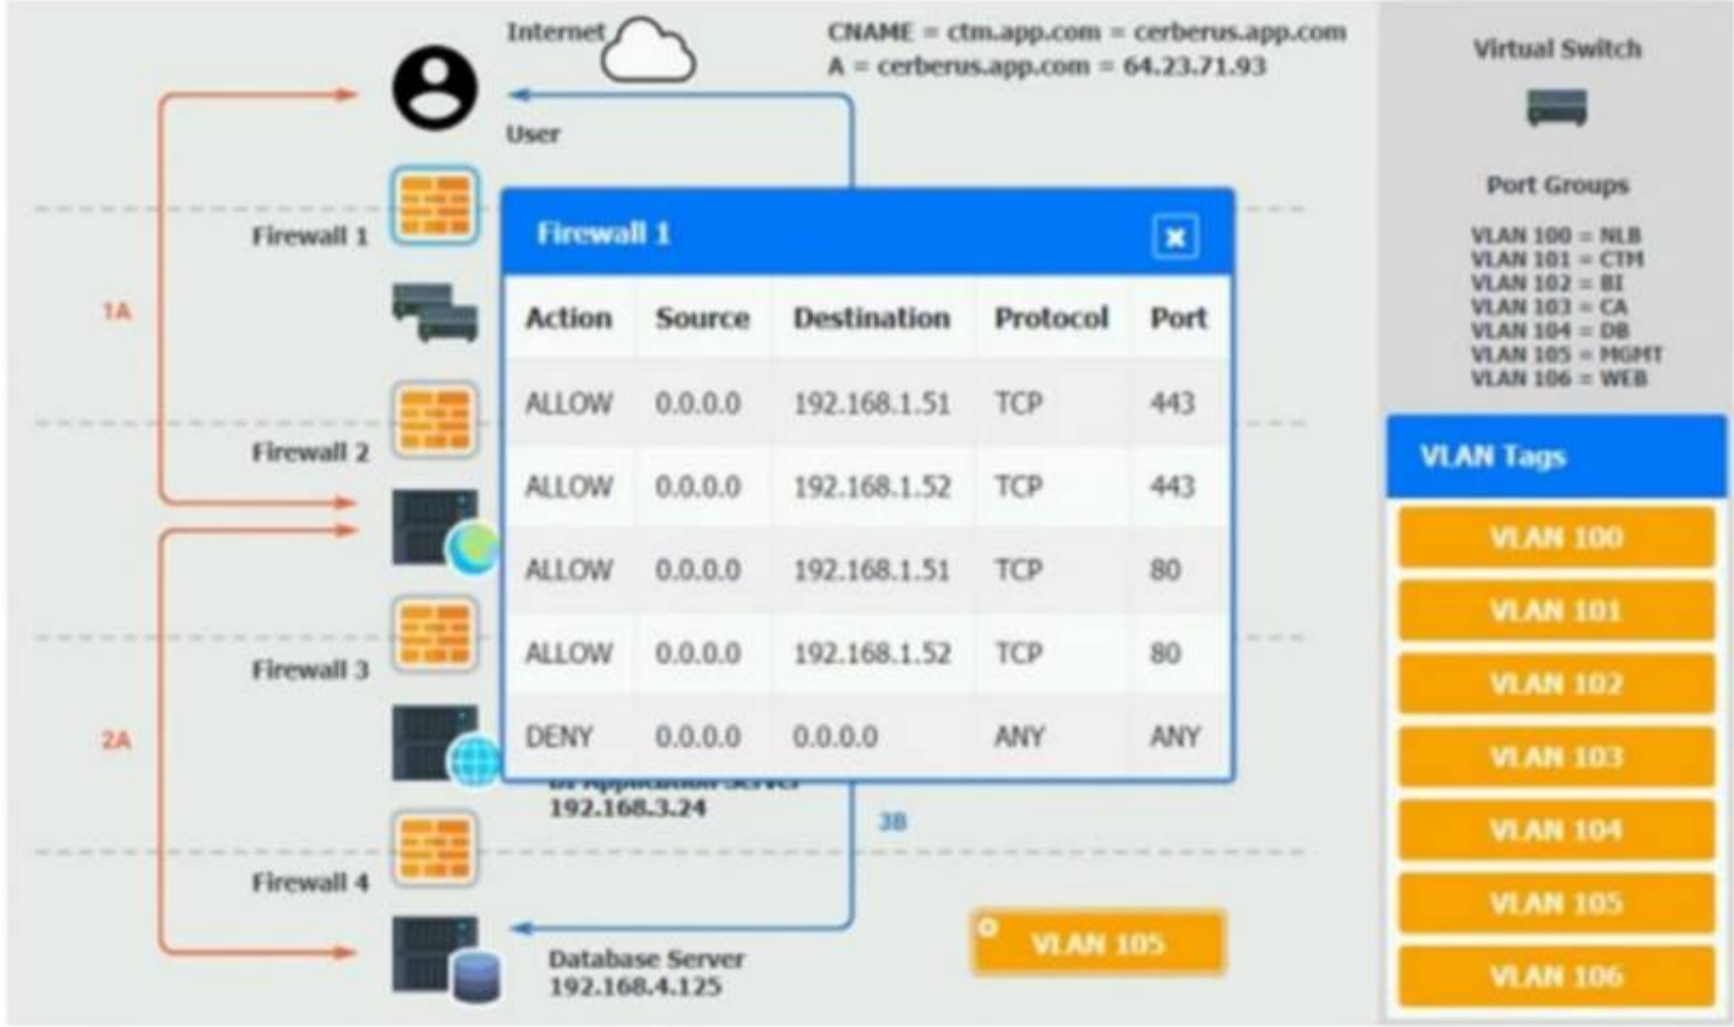 Internet
CNAME = ctm.app.com = cerberus.app.com
A = cerberus.app.com = 64.23.71.93
User
Firewall 1
1A
Firewall 2
Firewall 3
2A
Firewall 4
Firewall 1
Action Source Destination Protocol Port
ALLOW 0.0.0.0 192.168.1.51 TCP 443
ALLOW 0.0.0.0 192.168.1.52 TCP 443
ALLOW 0.0.0.0 192.168.1.51 TCP 80
ALLOW 0.0.0.0 192.168.1.52 TCP 80
DENY 0.0.0.0 0.0.0.0 ANY ANY
BI Application Server
192.168.3.24
3B
Database Server
192.168.4.125
VLAN 105
Virtual Switch
Port Groups
VLAN 100 = NLB
VLAN 101 = CTM
VLAN 102 = BI
VLAN 103 = CA
VLAN 104 = DB
VLAN 105 = MGMT
VLAN 106 = WEB
VLAN Tags
VLAN 100
VLAN 101
VLAN 102
VLAN 103
VLAN 104
VLAN 105
VLAN 106